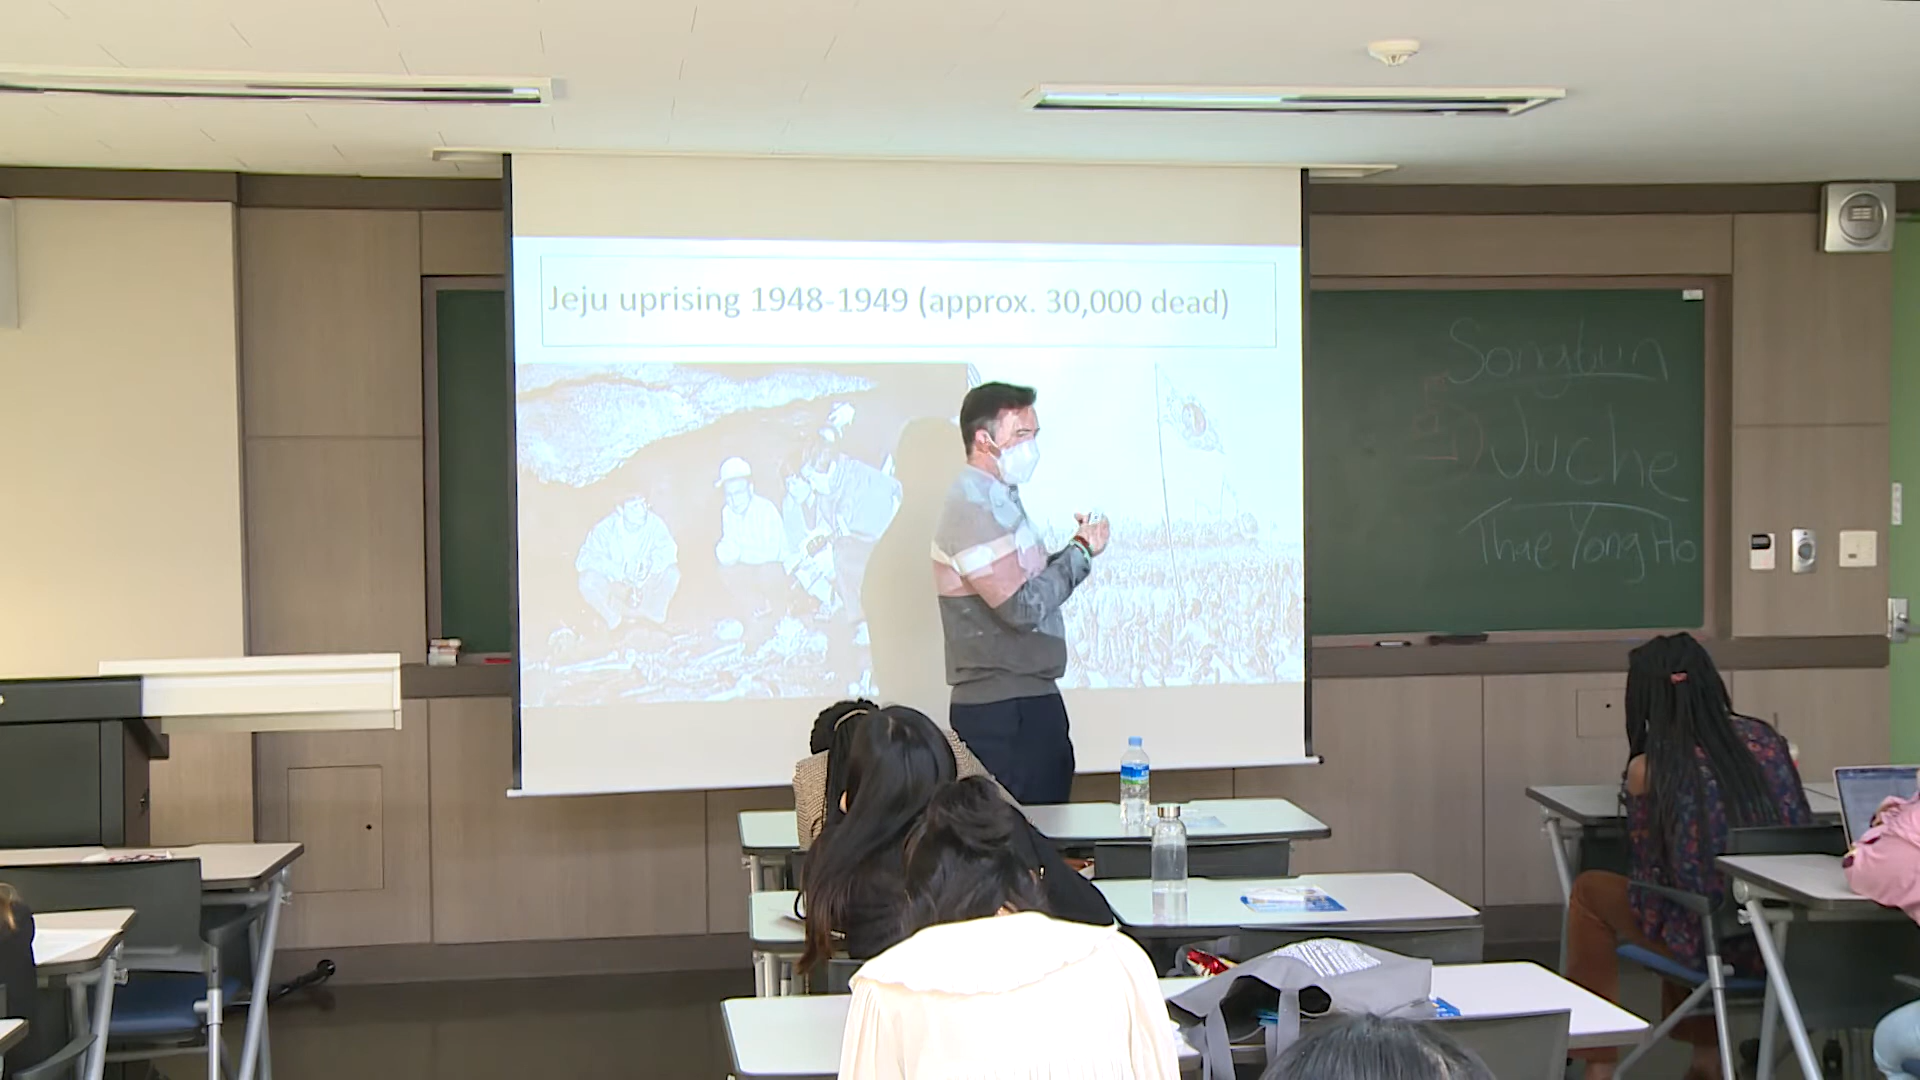 Jeju uprising 1948-1949 (approx. 30,000 dead)
Songbun
Juche
Thae Yong Ho